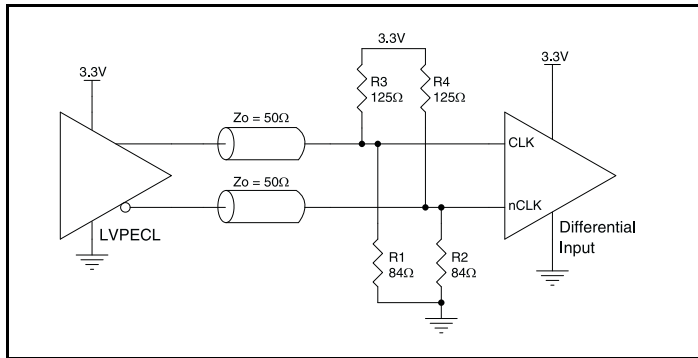 3.3V
3.3V
3.3V
R3
125Ω
R4
125Ω
Zo = 50Ω
CLK
Zo = 50Ω
nCLK
LVPECL
Differential
Input
R1
84Ω
R2
84Ω